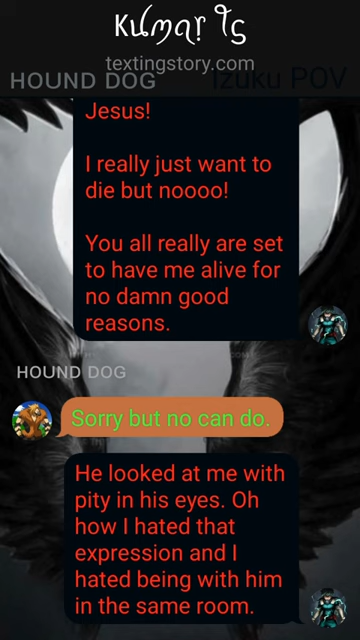 Kumar TS
textingstory.com
HOUND DOG
Izuku POV
Jesus!
I really just want to
die but noooo!
You all really are set
to have me alive for
no damn good
reasons.
HOUND DOG
Sorry but no can do.
He looked at me with
pity in his eyes. Oh
how I hated that
expression and I
hated being with him
in the same room.